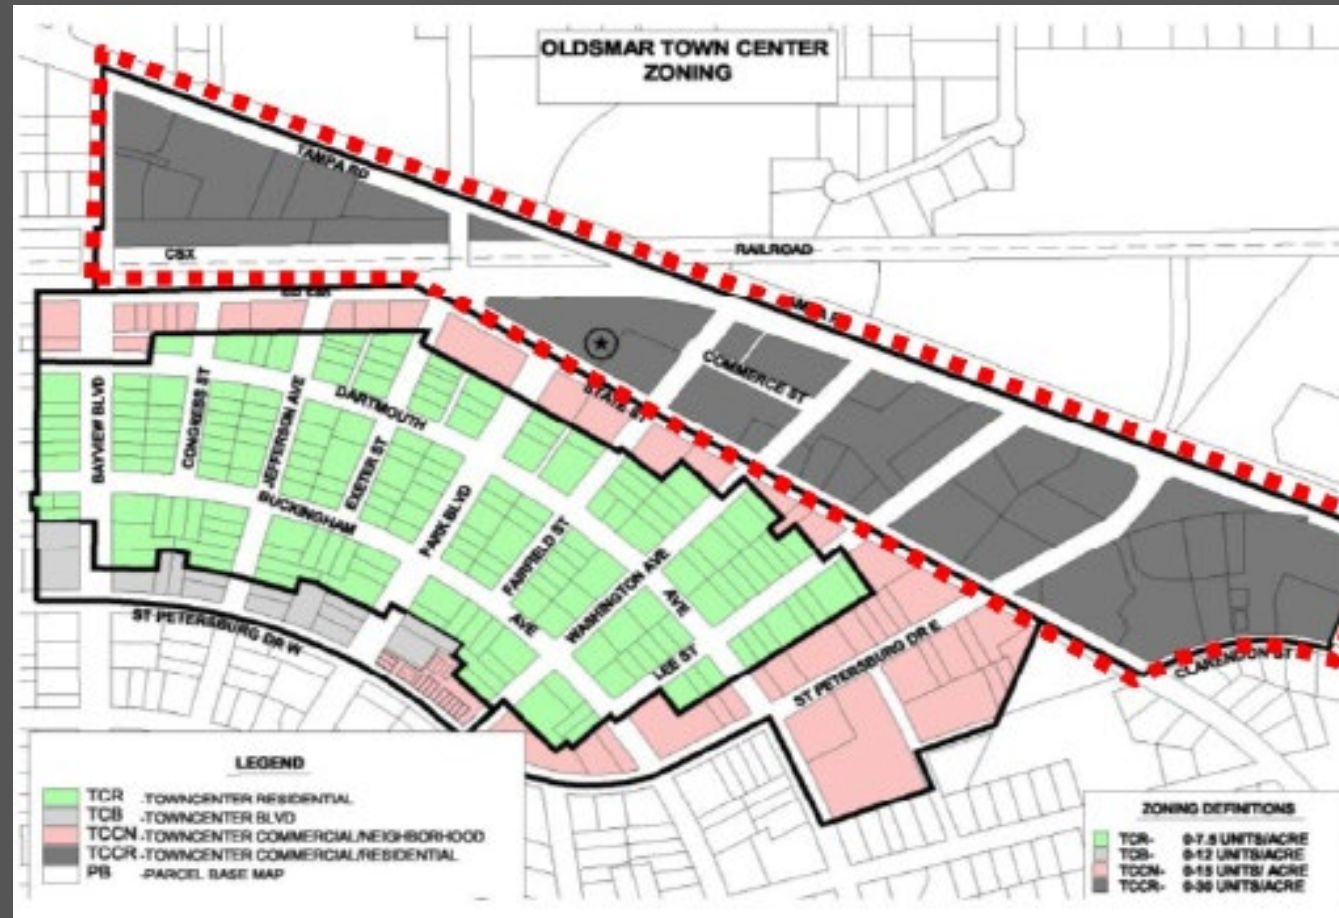 OLDSMAR TOWN CENTER
ZONING
TAMPA RD
CSX
RAILROAD
COMMERCE ST
STATE ST
DARTMOUTH
AVE
BAYVIEW BLVD
CONGRESS ST
JEFFERSON AVE
EXETER ST
BUCKINGHAM
AVE
PARK BLVD
FAIRFIELD ST
WASHINGTON AVE
LEE ST
ST PETERSBURG DR W
ST PETERSBURG DR E
CLARENDON ST
LEGEND
TCR -TOWNCENTER RESIDENTIAL
TCB -TOWNCENTER BLVD
TCCN -TOWNCENTER COMMERCIAL/NEIGHBORHOOD
TCCR -TOWNCENTER COMMERCIAL/RESIDENTIAL
PB -PARCEL BASE MAP
ZONING DEFINITIONS
TCR- 0-7.5 UNITS/ACRE
TCB- 0-12 UNITS/ACRE
TCCN- 0-15 UNITS/ ACRE
TCCR- 0-30 UNITS/ACRE